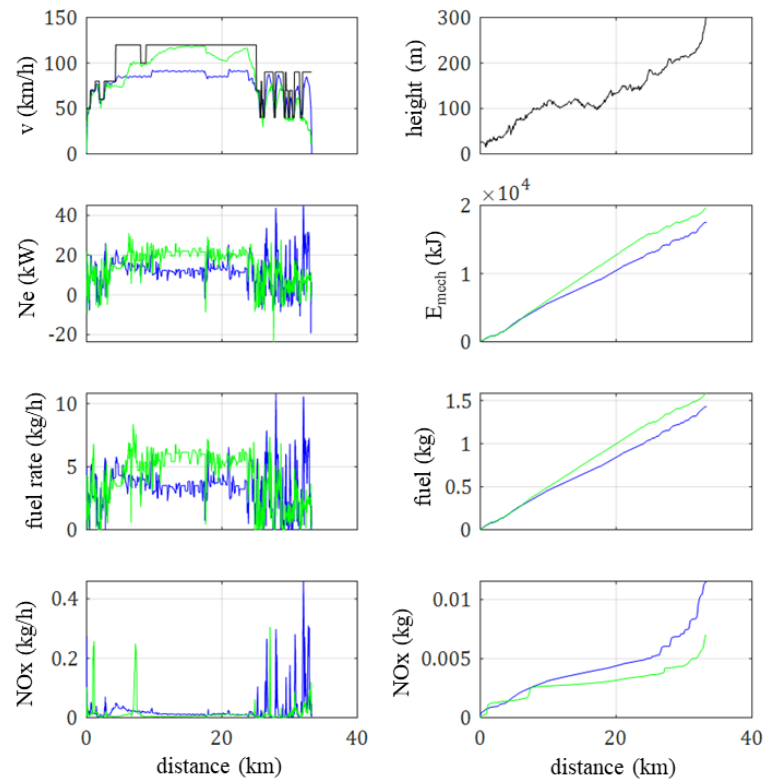 150
100
50
0
v (km/h)
300
200
100
0
height (m)
40
20
0
-20
Ne (kW)
×10⁴
2
1
0
E_mech (kJ)
10
5
0
fuel rate (kg/h)
1.5
1
0.5
0
fuel (kg)
0.4
0.2
0
NOx (kg/h)
0 20 40
distance (km)
0.01
0.005
0
NOx (kg)
0 20 40
distance (km)